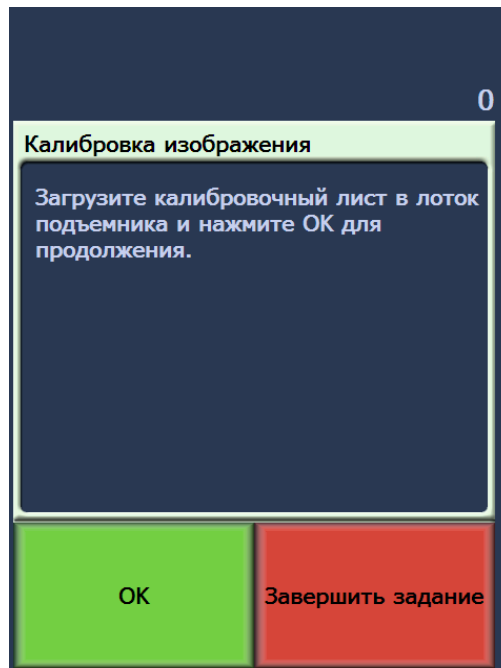 0
Калибровка изображения
Загрузите калибровочный лист в лоток
подъемника и нажмите OK для
продолжения.
OK
Завершить задание